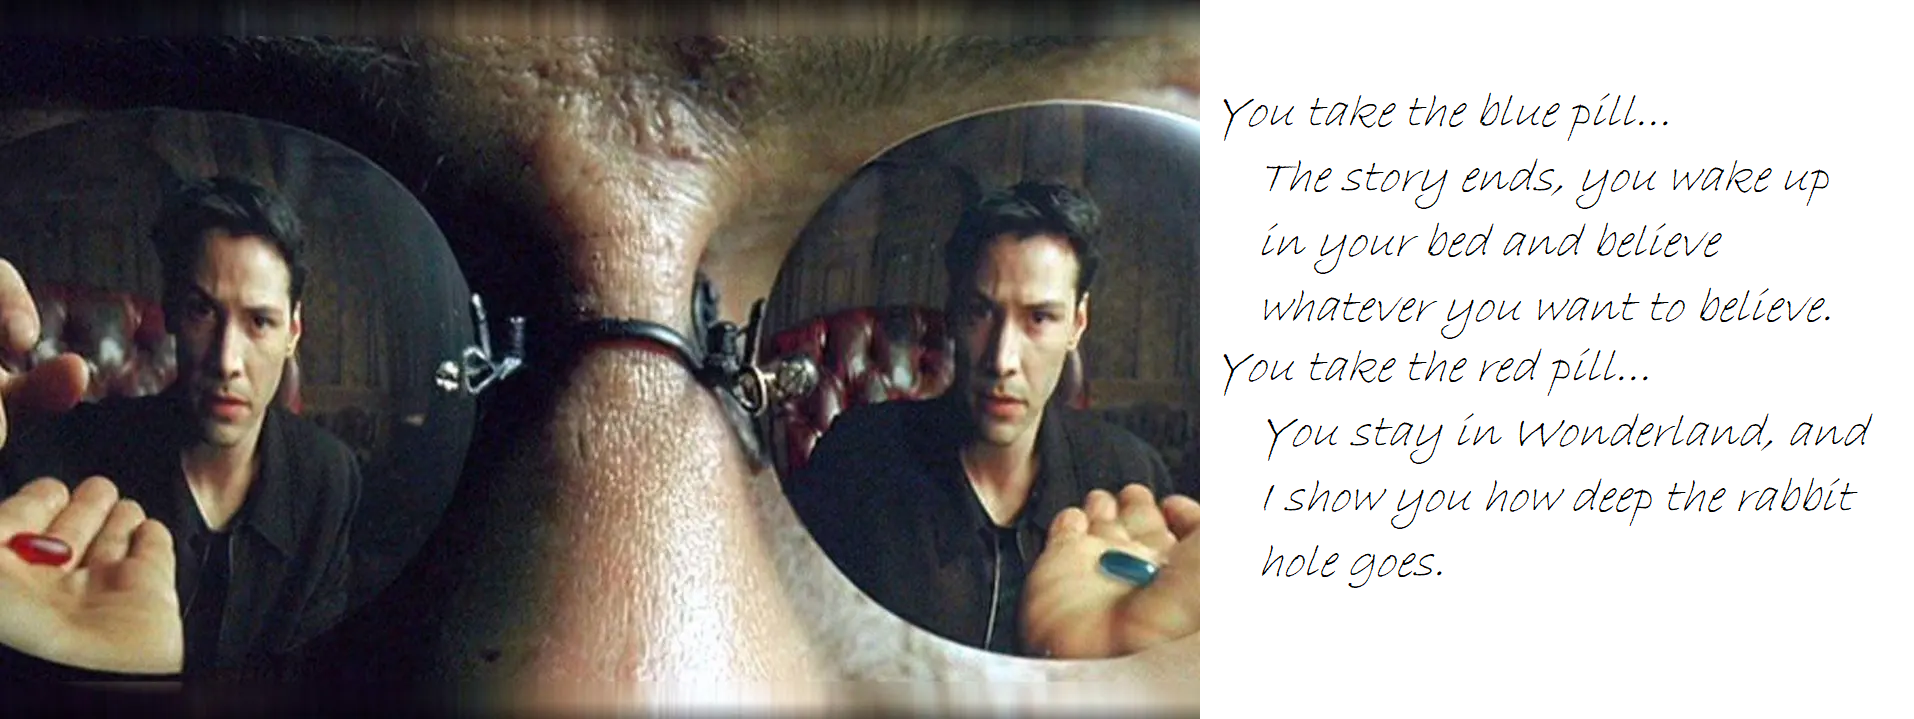 You take the blue pill...
The story ends, you wake up
in your bed and believe
whatever you want to believe.
You take the red pill...
You stay in Wonderland, and
I show you how deep the rabbit
hole goes.